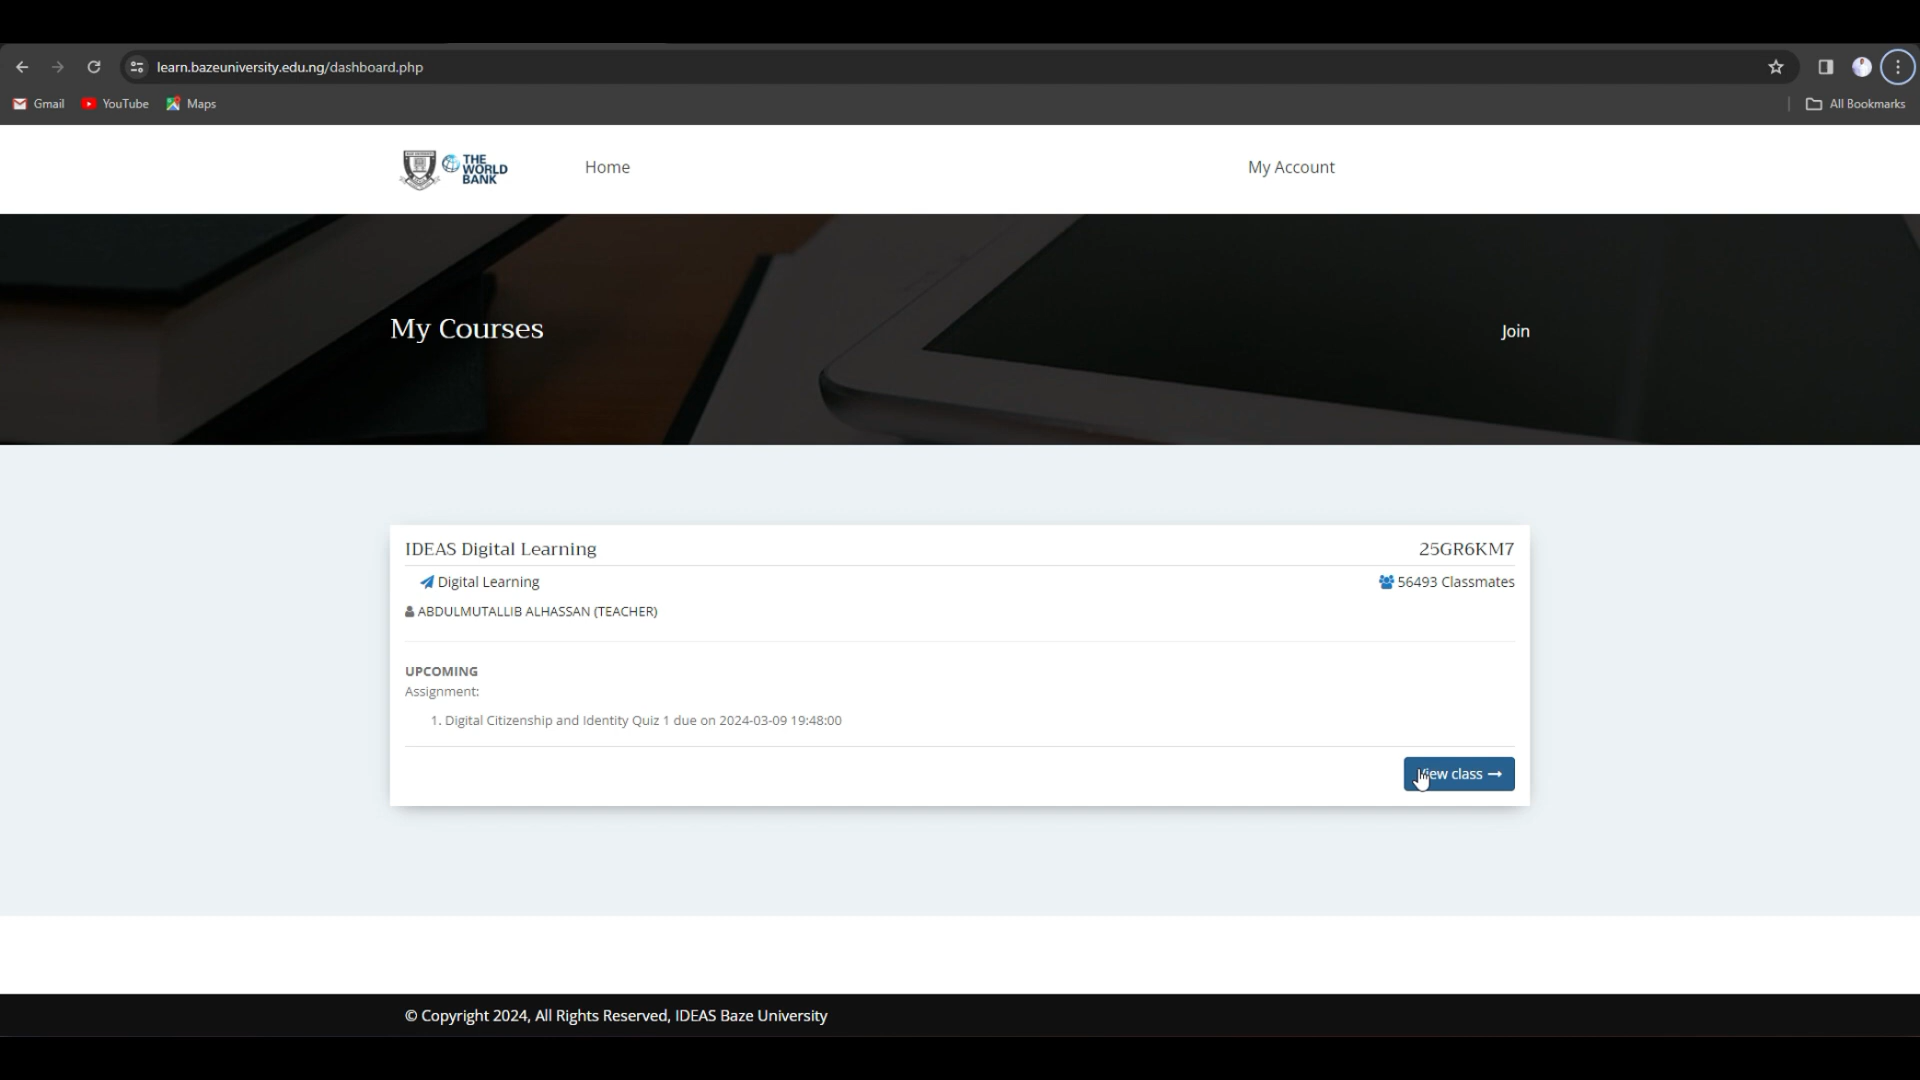 learn.bazeuniversity.edu.ng/dashboard.php
Gmail YouTube Maps All Bookmarks
THE
WORLD
BANK
Home My Account
My Courses Join
IDEAS Digital Learning 25GR6KM7
Digital Learning 56493 Classmates
ABDULMUTALLIB ALHASSAN (TEACHER)
UPCOMING
Assignment:
1. Digital Citizenship and Identity Quiz 1 due on 2024-03-09 19:48:00
View class →
© Copyright 2024, All Rights Reserved, IDEAS Baze University